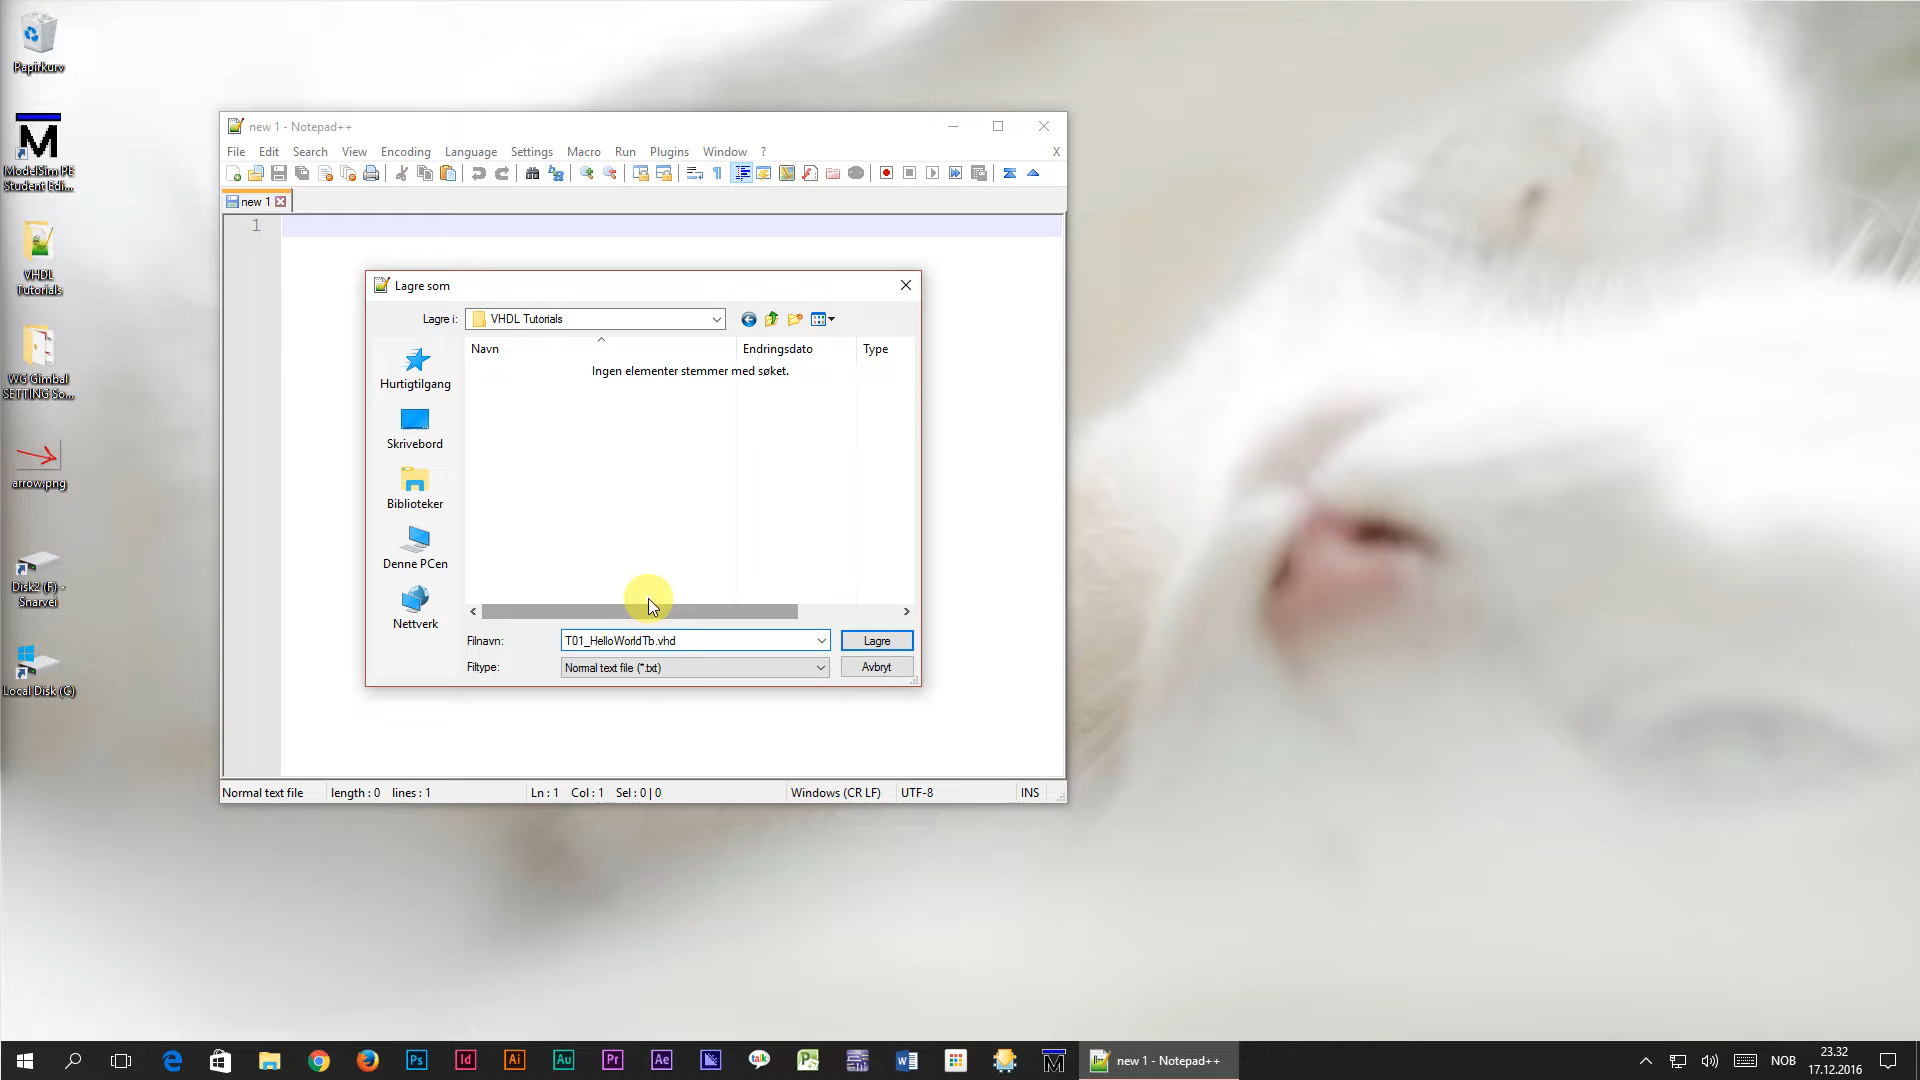 Papirkurv
ModelSim PE
Student Edi...
VHDL
Tutorials
WG Gimbal
SETTING So...
arrow.png
Disk2 (F) -
Snarvei
Local Disk (C)
new 1 - Notepad++
File Edit Search View Encoding Language Settings Macro Run Plugins Window ? X
new 1
1
Lagre som
Lagre i: VHDL Tutorials
Navn Endringsdato Type
Ingen elementer stemmer med søket.
Hurtigtilgang
Skrivebord
Biblioteker
Denne PCen
Nettverk
Filnavn: T01_HelloWorldTb.vhd Lagre
Filtype: Normal text file (*.txt) Avbryt
Normal text file length : 0 lines : 1 Ln : 1 Col : 1 Sel : 0 | 0 Windows (CR LF) UTF-8 INS
Ps Id Ai Au Pr Ae talk new 1 - Notepad++ NOB 23.32
17.12.2016